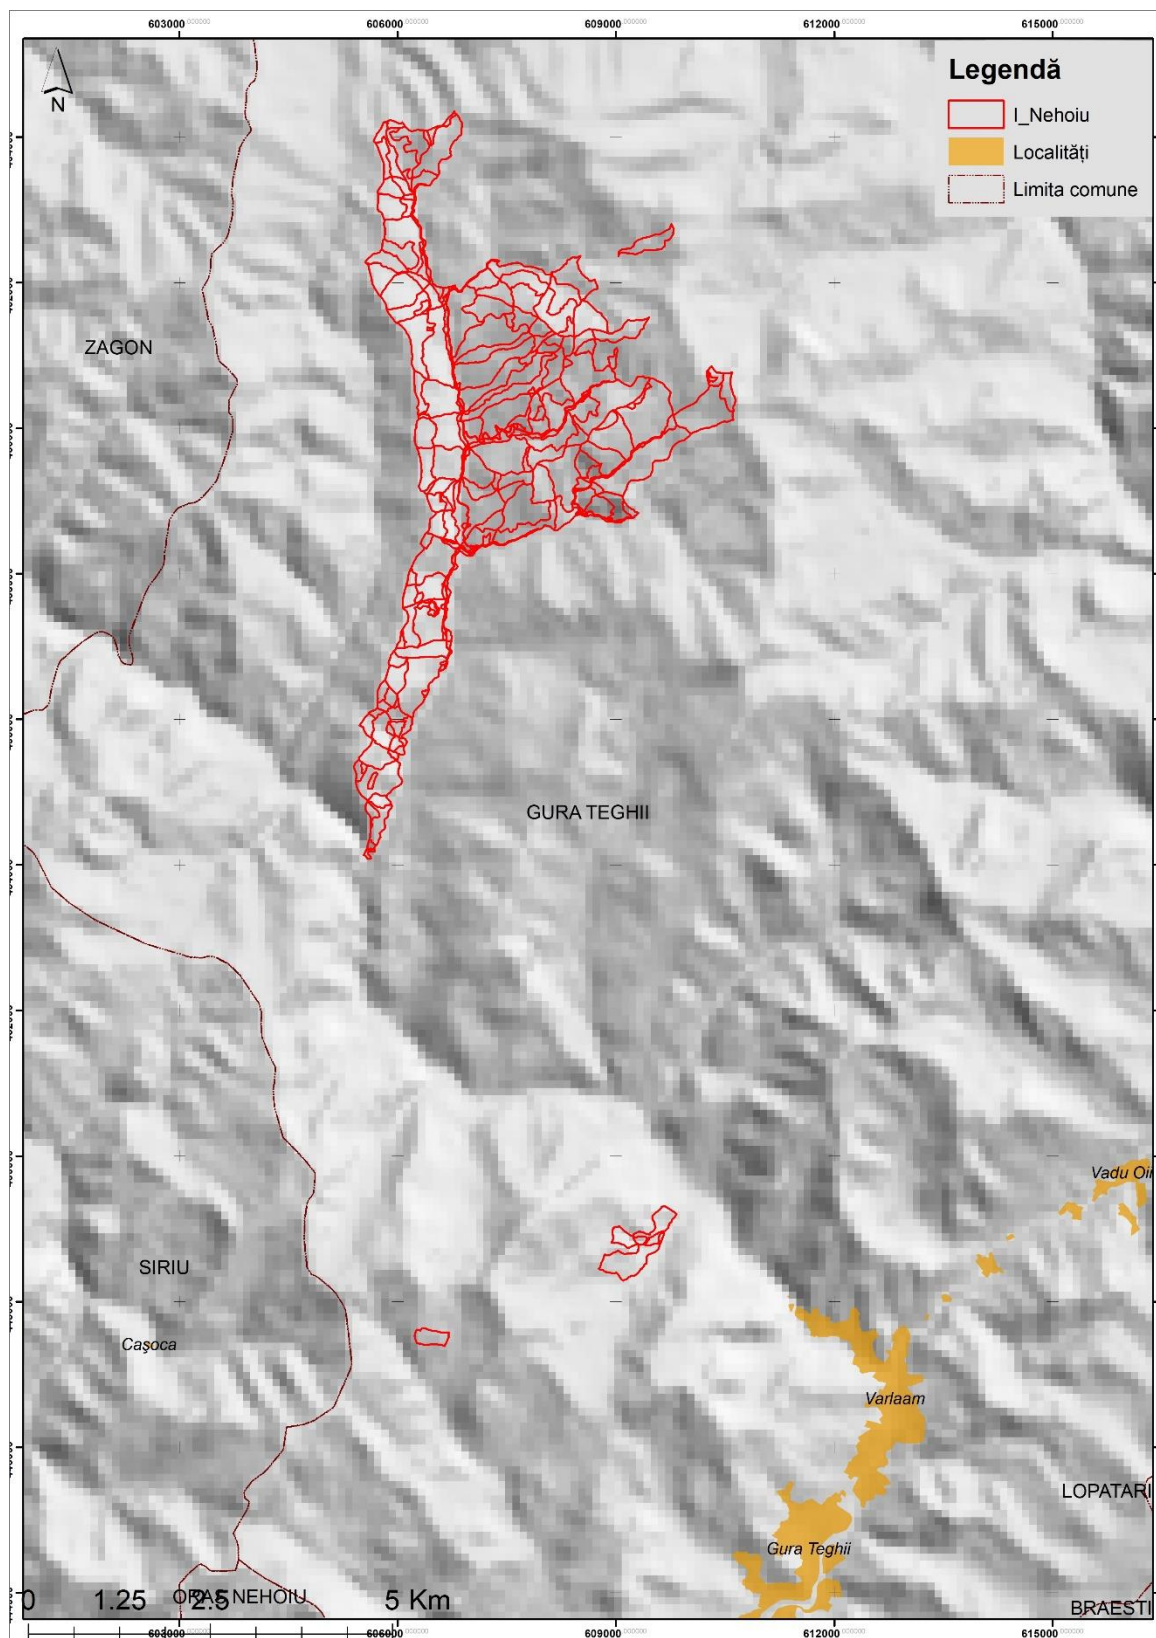 603000 606000 609000 612000 615000
N
Legendă
I_Nehoiu
Localități
Limita comune
ZAGON
GURA TEGHII
Vadu Oii
SIRIU
Cașoca
Varlaam
LOPATARI
Gura Teghii
ORAȘ NEHOIU
0 1.25 2.5 5 Km
BRAESTI
603000 606000 609000 612000 615000